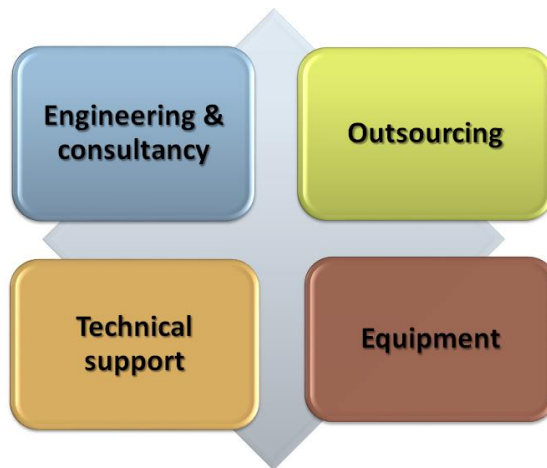 Engineering &
consultancy
Outsourcing
Technical
support
Equipment